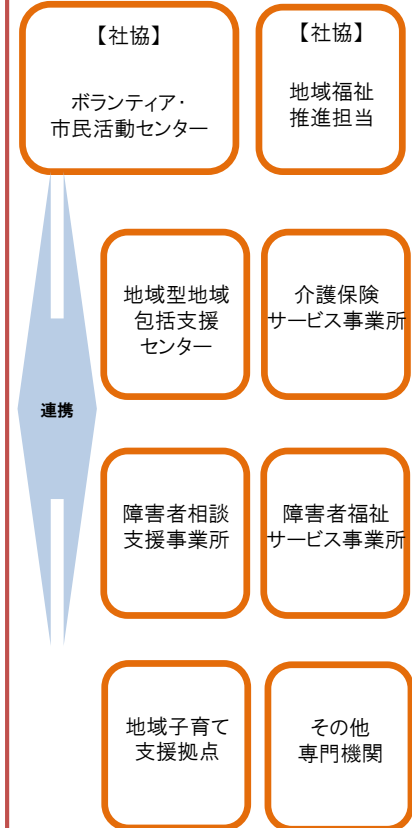 【社協】
ボランティア・
市民活動センター
【社協】
地域福祉
推進担当
地域型地域
包括支援
センター
介護保険
サービス事業所
連携
障害者相談
支援事業所
障害者福祉
サービス事業所
地域子育て
支援拠点
その他
専門機関